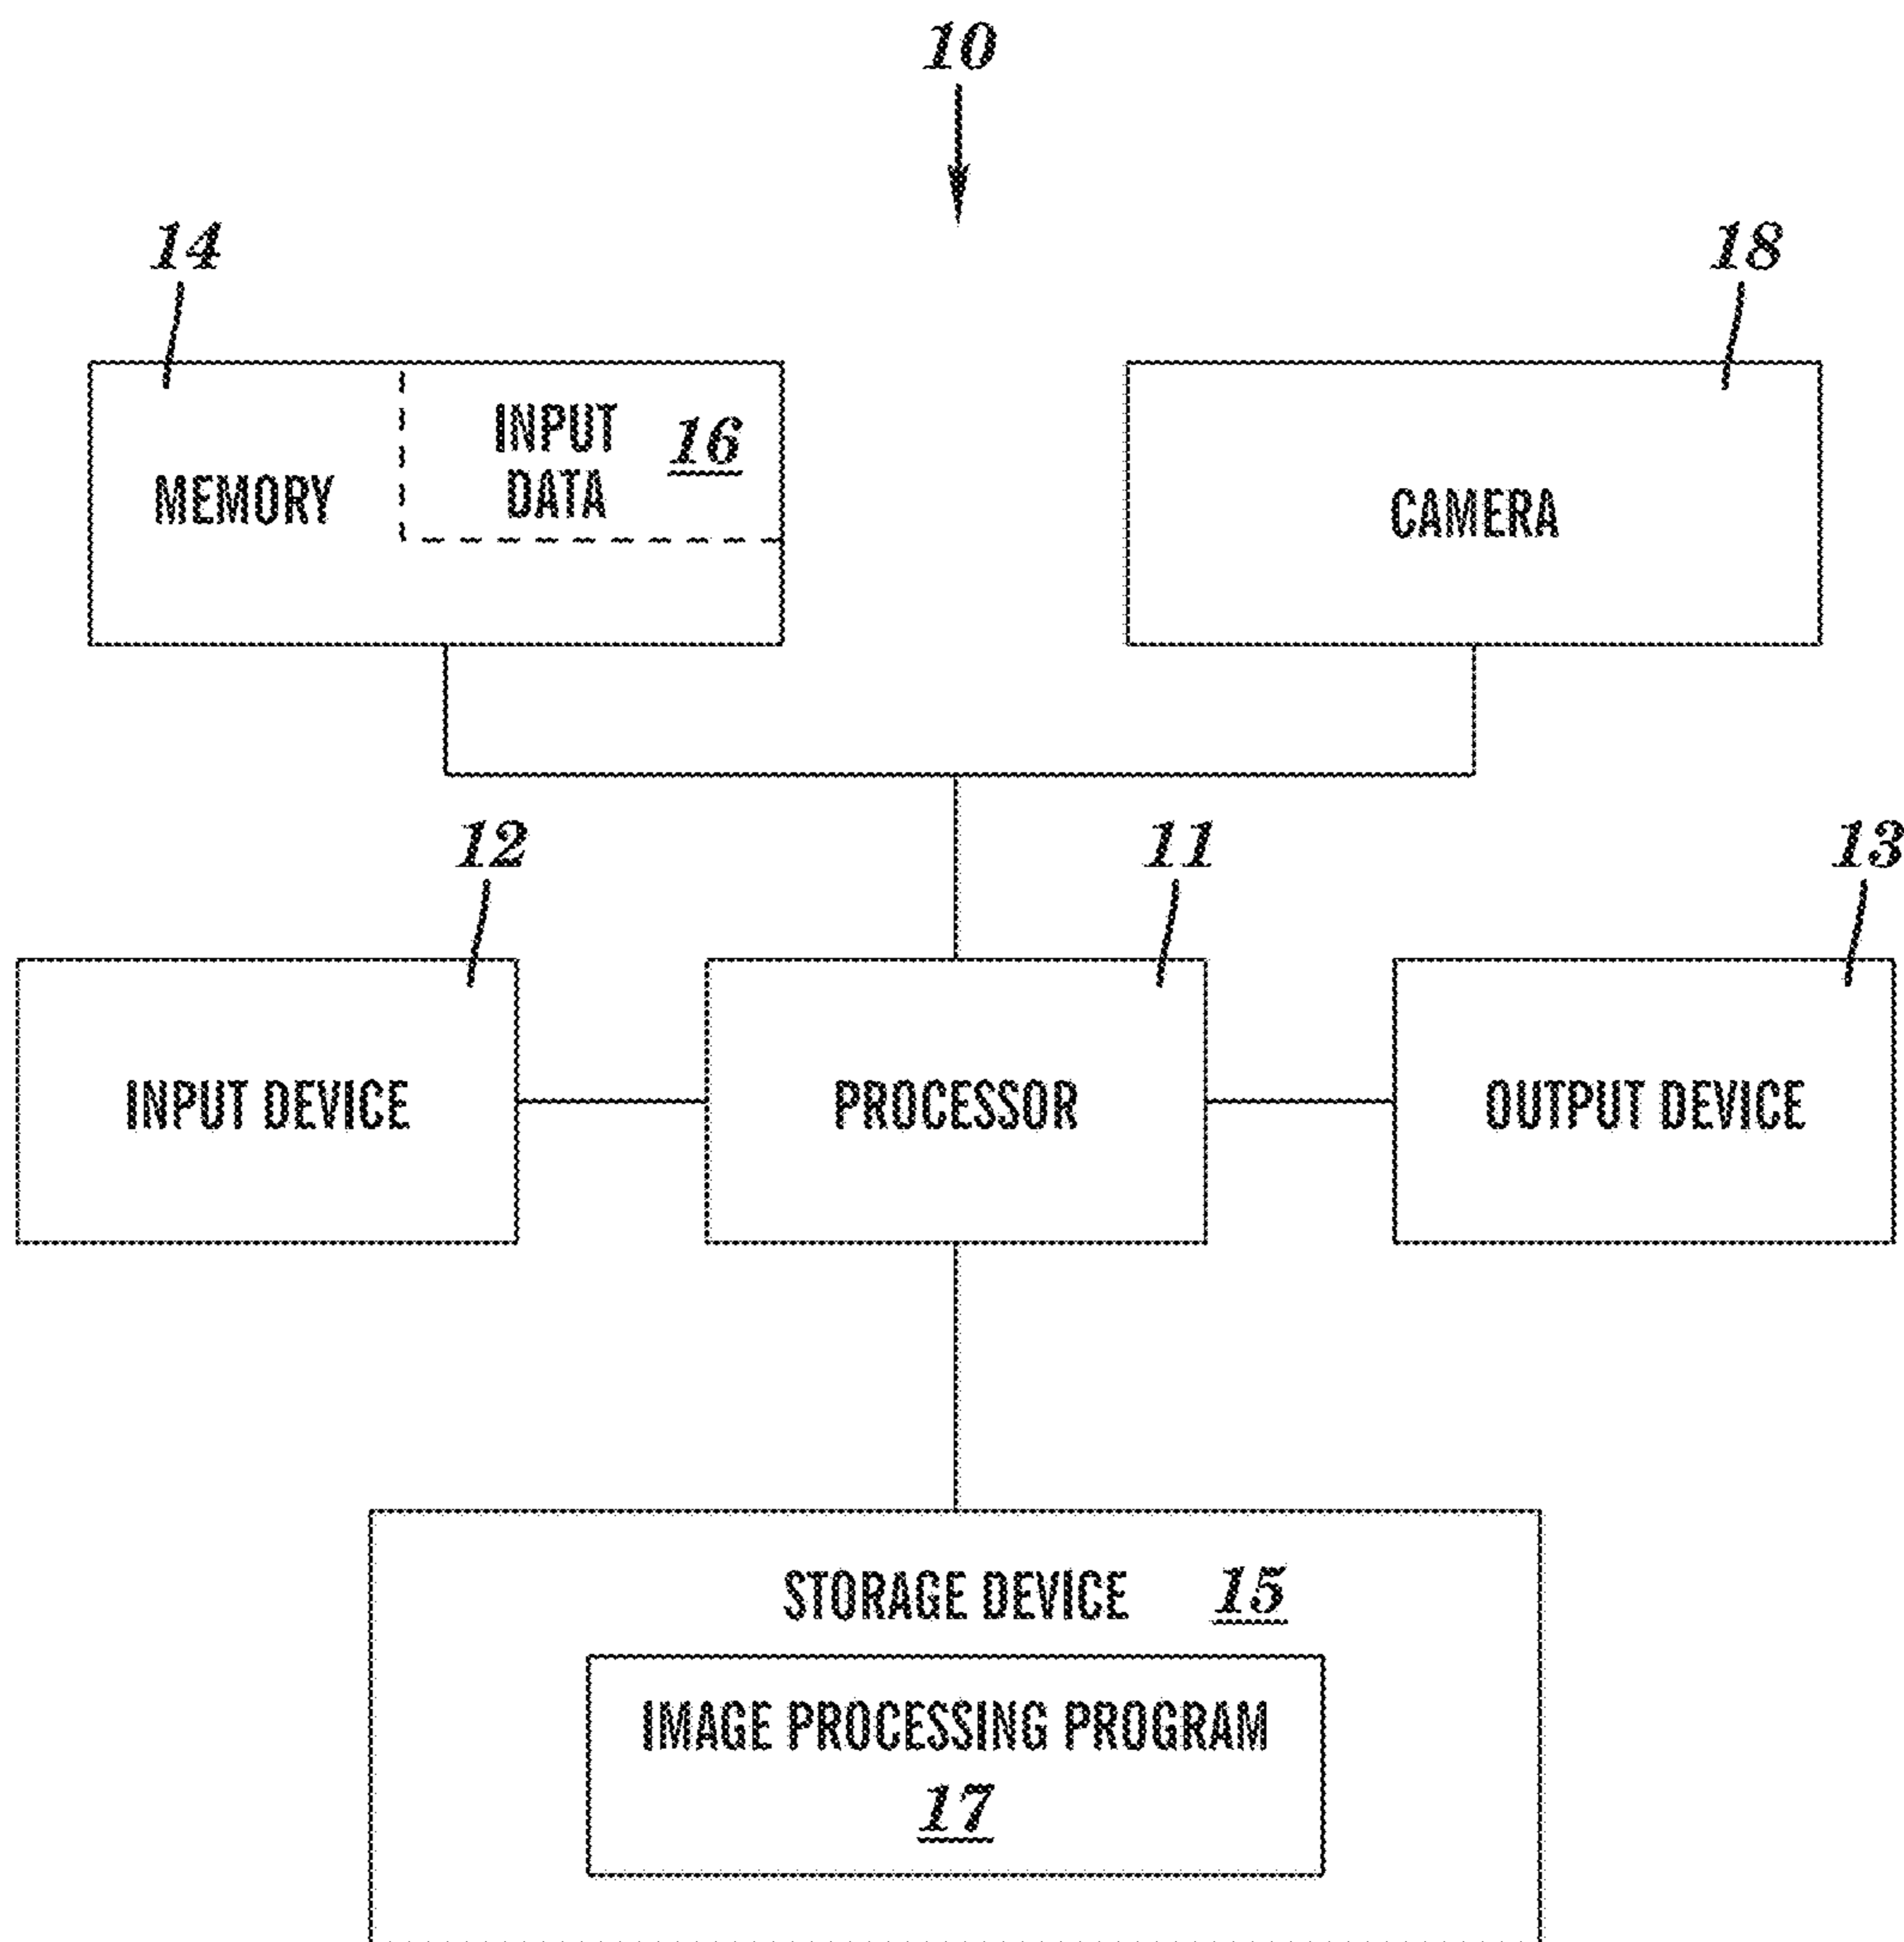 10
14
18
INPUT
DATA
16
MEMORY
CAMERA
12
11
13
INPUT DEVICE
PROCESSOR
OUTPUT DEVICE
STORAGE DEVICE 15
IMAGE PROCESSING PROGRAM
17